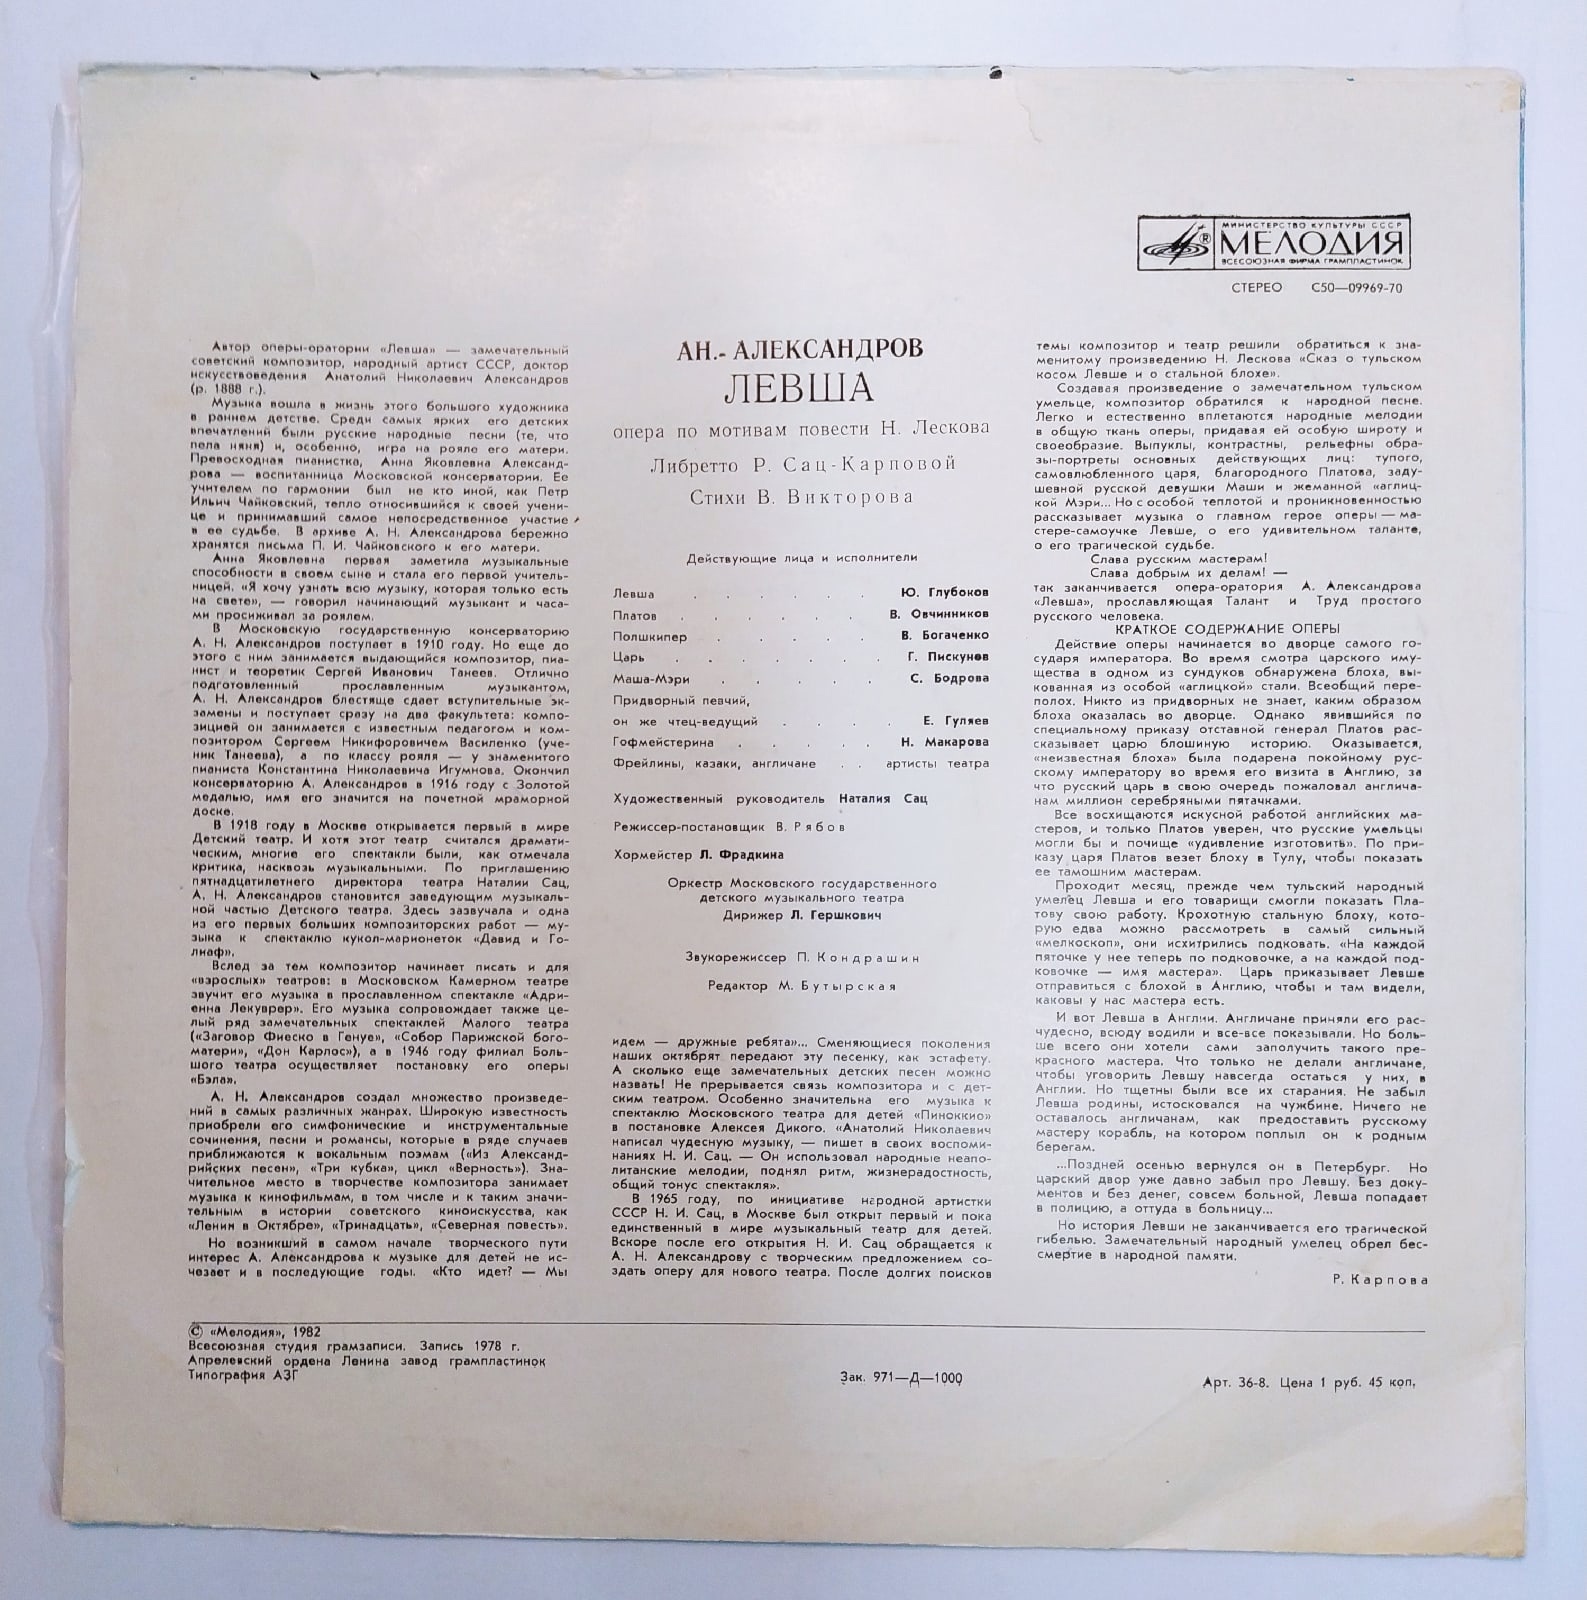 МИНИСТЕРСТВО КУЛЬТУРЫ СССР
МЕЛОДИЯ
ВСЕСОЮЗНАЯ ФИРМА ГРАМПЛАСТИНОК
СТЕРЕО С50—09969-70
Автор оперы-оратории «Левша» — замечательный
советский композитор, народный артист СССР, доктор
искусствоведения Анатолий Николаевич Александров
(р. 1888 г.).
Музыка вошла в жизнь этого большого художника
в раннем детстве. Среди самых ярких его детских
впечатлений были русские народные песни (те, что
пела няня) и, особенно, игра на рояле его матери.
Превосходная пианистка, Анна Яковлевна Александ-
рова — воспитанница Московской консерватории. Ее
учителем по гармонии был не кто иной, как Петр
Ильич Чайковский, тепло относившийся к своей учени-
це и принимавший самое непосредственное участие
в ее судьбе. В архиве А. Н. Александрова бережно
хранятся письма П. И. Чайковского к его матери.
Анна Яковлевна первая заметила музыкальные
способности в своем сыне и стала его первой учитель-
ницей. «Я хочу узнать всю музыку, которая только есть
на свете», — говорил начинающий музыкант и часа-
ми просиживал за роялем.
В Московскую государственную консерваторию
А. Н. Александров поступает в 1910 году. Но еще до
этого с ним занимается выдающийся композитор, пиа-
нист и теоретик Сергей Иванович Танеев. Отлично
подготовленный прославленным музыкантом,
А. Н. Александров блестяще сдает вступительные эк-
замены и поступает сразу на два факультета: компо-
зицией он занимается с известным педагогом и ком-
позитором Сергеем Никифоровичем Василенко (уче-
ник Танеева), а по классу рояля — у знаменитого
пианиста Константина Николаевича Игумнова. Окончил
консерваторию А. Александров в 1916 году с Золотой
медалью, имя его значится на почетной мраморной
доске.
В 1918 году в Москве открывается первый в мире
Детский театр. И хотя этот театр считался драмати-
ческим, многие его спектакли были, как отмечала
критика, насквозь музыкальными. По приглашению
пятнадцатилетнего директора театра Наталии Сац,
А. Н. Александров становится заведующим музыкаль-
ной частью Детского театра. Здесь зазвучала и одна
из его первых больших композиторских работ — му-
зыка к спектаклю кукол-марионеток «Давид и Го-
лиаф».
Вслед за тем композитор начинает писать и для
«взрослых» театров: в Московском Камерном театре
звучит его музыка в прославленном спектакле «Адри-
енна Лекуврер». Его музыка сопровождает также це-
лый ряд замечательных спектаклей Малого театра
(«Заговор Фиеско в Генуе», «Собор Парижской бого-
матери», «Дон Карлос»), а в 1946 году филиал Боль-
шого театра осуществляет постановку его оперы
«Бэла».
А. Н. Александров создал множество произведе-
ний в самых различных жанрах. Широкую известность
приобрели его симфонические и инструментальные
сочинения, песни и романсы, которые в ряде случаев
приближаются к вокальным поэмам («Из Александ-
рийских песен», «Три кубка», цикл «Верность»). Зна-
чительное место в творчестве композитора занимает
музыка к кинофильмам, в том числе и к таким значи-
тельным в истории советского киноискусства, как
«Ленин в Октябре», «Тринадцать», «Северная повесть».
Но возникший в самом начале творческого пути
интерес А. Александрова к музыке для детей не ис-
чезает и в последующие годы. «Кто идет? — Мы
АН.- АЛЕКСАНДРОВ
ЛЕВША
опера по мотивам повести Н. Лескова
Либретто Р. Сац-Карповой
Стихи В. Викторова
Действующие лица и исполнители
Левша . . . . . . Ю. Глубоков
Платов . . . . . . В. Овчинников
Полшкипер . . . . . В. Богаченко
Царь . . . . . . . Г. Пискунов
Маша-Мэри . . . . . С. Бодрова
Придворный певчий,
он же чтец-ведущий . . . . Е. Гуляев
Гофмейстерина . . . . . Н. Макарова
Фрейлины, казаки, англичане . . артисты театра
Художественный руководитель Наталия Сац
Режиссер-постановщик В. Рябов
Хормейстер Л. Фрадкина
Оркестр Московского государственного
детского музыкального театра
Дирижер Л. Гершкович
Звукорежиссер П. Кондрашин
Редактор М. Бутырская
идем — дружные ребята»... Сменяющиеся поколения
наших октябрят передают эту песенку, как эстафету.
А сколько еще замечательных детских песен можно
назвать! Не прерывается связь композитора и с дет-
ским театром. Особенно значительна его музыка к
спектаклю Московского театра для детей «Пиноккио»
в постановке Алексея Дикого. «Анатолий Николаевич
написал чудесную музыку, — пишет в своих воспоми-
наниях Н. И. Сац. — Он использовал народные неапо-
литанские мелодии, поднял ритм, жизнерадостность,
общий тонус спектакля».
В 1965 году, по инициативе народной артистки
СССР Н. И. Сац, в Москве был открыт первый и пока
единственный в мире музыкальный театр для детей.
Вскоре после его открытия Н. И. Сац обращается к
А. Н. Александрову с творческим предложением со-
здать оперу для нового театра. После долгих поисков
темы композитор и театр решили обратиться к зна-
менитому произведению Н. Лескова «Сказ о тульском
косом Левше и о стальной блохе».
Создавая произведение о замечательном тульском
умельце, композитор обратился к народной песне.
Легко и естественно вплетаются народные мелодии
в общую ткань оперы, придавая ей особую широту и
своеобразие. Выпуклы, контрастны, рельефны обра-
зы-портреты основных действующих лиц: тупого,
самовлюбленного царя, благородного Платова, заду-
шевной русской девушки Маши и жеманной «аглиц-
кой Мэри... Но с особой теплотой и проникновенностью
рассказывает музыка о главном герое оперы — ма-
стере-самоучке Левше, о его удивительном таланте,
о его трагической судьбе.
Слава русским мастерам!
Слава добрым их делам! —
так заканчивается опера-оратория А. Александрова
«Левша», прославляющая Талант и Труд простого
русского человека.
КРАТКОЕ СОДЕРЖАНИЕ ОПЕРЫ
Действие оперы начинается во дворце самого го-
сударя императора. Во время смотра царского иму-
щества в одном из сундуков обнаружена блоха, вы-
кованная из особой «аглицкой» стали. Всеобщий пере-
полох. Никто из придворных не знает, каким образом
блоха оказалась во дворце. Однако явившийся по
специальному приказу отставной генерал Платов рас-
сказывает царю блошиную историю. Оказывается,
«неизвестная блоха» была подарена покойному рус-
скому императору во время его визита в Англию, за
что русский царь в свою очередь пожаловал англича-
нам миллион серебряными пятачками.
Все восхищаются искусной работой английских ма-
стеров, и только Платов уверен, что русские умельцы
могли бы и почище «удивление изготовить». По при-
казу царя Платов везет блоху в Тулу, чтобы показать
ее тамошним мастерам.
Проходит месяц, прежде чем тульский народный
умелец Левша и его товарищи смогли показать Пла-
тову свою работу. Крохотную стальную блоху, кото-
рую едва можно рассмотреть в самый сильный
«мелкоскоп», они исхитрились подковать. «На каждой
пяточке у нее теперь по подковочке, а на каждой под-
ковочке — имя мастера». Царь приказывает Левше
отправиться с блохой в Англию, чтобы и там видели,
каковы у нас мастера есть.
И вот Левша в Англии. Англичане приняли его рас-
чудесно, всюду водили и все-все показывали. Но боль-
ше всего они хотели сами заполучить такого пре-
красного мастера. Что только не делали англичане,
чтобы уговорить Левшу навсегда остаться у них, в
Англии. Но тщетны были все их старания. Не забыл
Левша родины, истосковался на чужбине. Ничего не
оставалось англичанам, как предоставить русскому
мастеру корабль, на котором поплыл он к родным
берегам.
...Поздней осенью вернулся он в Петербург. Но
царский двор уже давно забыл про Левшу. Без доку-
ментов и без денег, совсем больной, Левша попадает
в полицию, а оттуда в больницу...
Но история Левши не заканчивается его трагической
гибелью. Замечательный народный умелец обрел бес-
смертие в народной памяти.
Р. Карпова
© «Мелодия», 1982
Всесоюзная студия грамзаписи. Запись 1978 г.
Апрелевский ордена Ленина завод грампластинок
Типография АЗГ
Зак. 971—Д—1000
Арт. 36-8. Цена 1 руб. 45 коп.